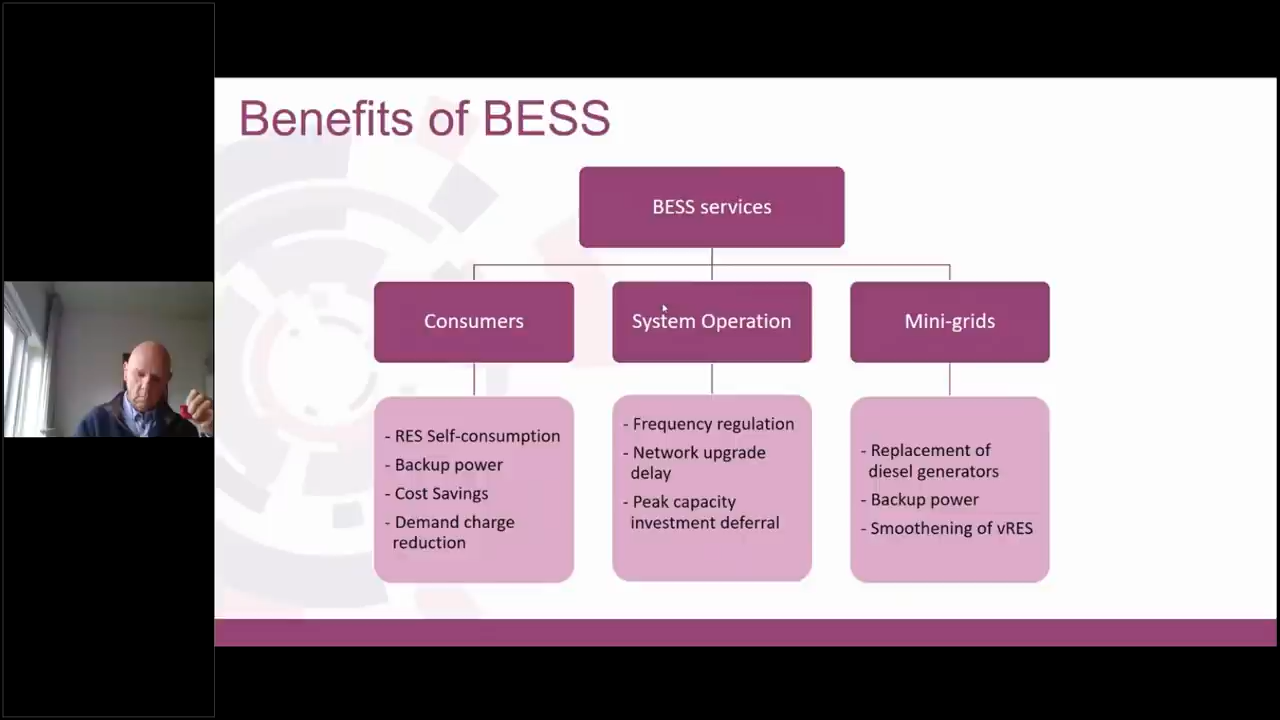 Benefits of BESS
BESS services
Consumers
System Operation
Mini-grids
- RES Self-consumption
- Backup power
- Cost Savings
- Demand charge
reduction
- Frequency regulation
- Network upgrade
delay
- Peak capacity
investment deferral
- Replacement of
diesel generators
- Backup power
- Smoothening of vRES